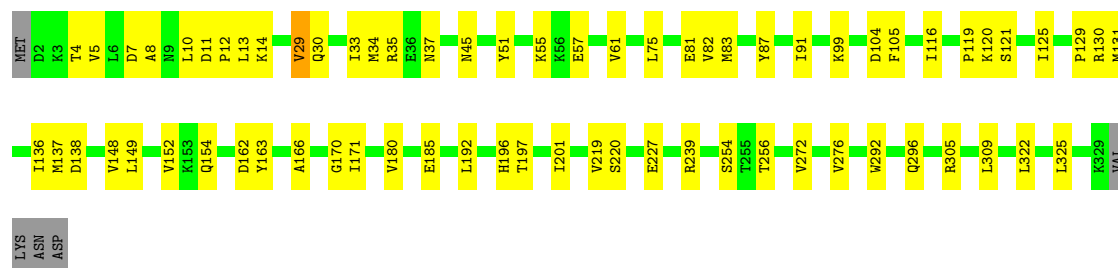 MET D2 K3 T4 V5 L6 D7 A8 N9 L10 D11 P12 L13 K14 V29 Q30 I33 M34 R35 E36 N37 N45 Y51 K55 K56 E57 V61 L75 E81 V82 M83 Y87 I91 K99 D104 F105 I116 P119 K120 S121 I125 P129 R130 M131
I136 M137 D138 V148 L149 V152 K153 Q154 D162 Y163 A166 G170 I171 V180 E185 L192 H196 T197 I201 V219 S220 E227 R239 S254 T255 T256 V272 V276 W292 Q296 R305 L309 L322 L325 K329 VAL
LYS ASN ASP